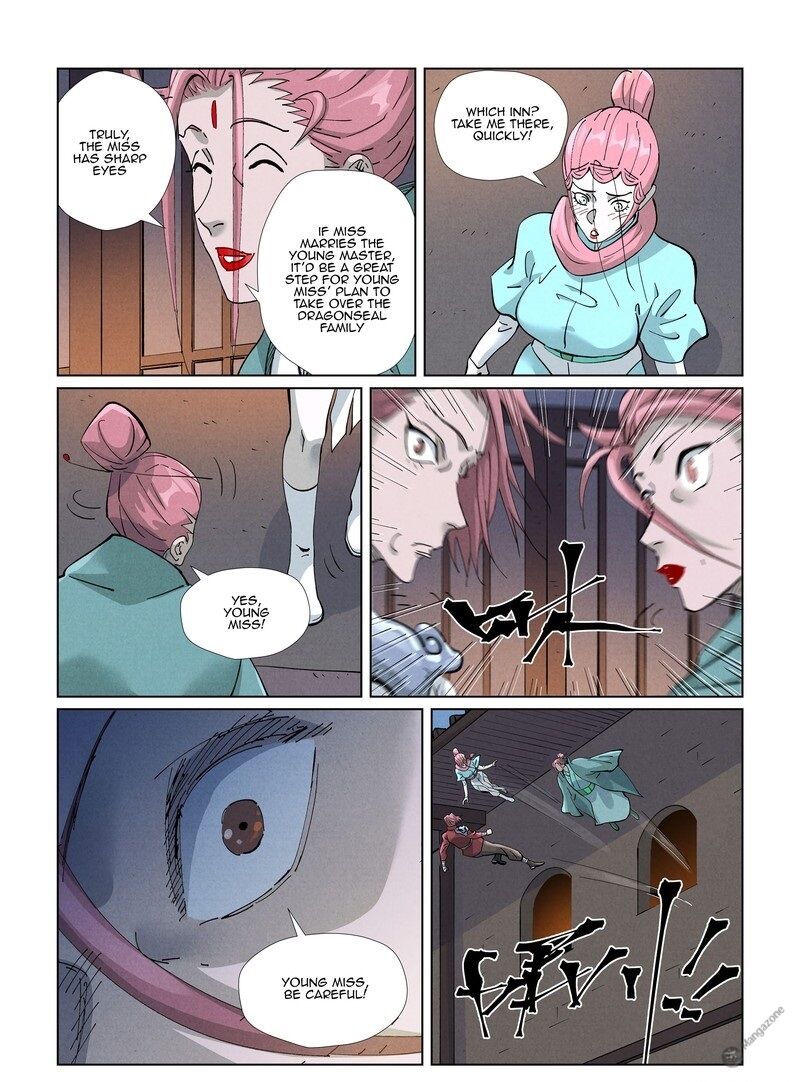 TRULY,
THE MISS
HAS SHARP
EYES
IF MISS
MARRIES THE
YOUNG MASTER,
IT'D BE A GREAT
STEP FOR YOUNG
MISS' PLAN TO
TAKE OVER THE
DRAGONSEAL
FAMILY
WHICH INN?
TAKE ME THERE,
QUICKLY!
YES,
YOUNG
MISS!
YOUNG MISS,
BE CAREFUL!
Mangazone